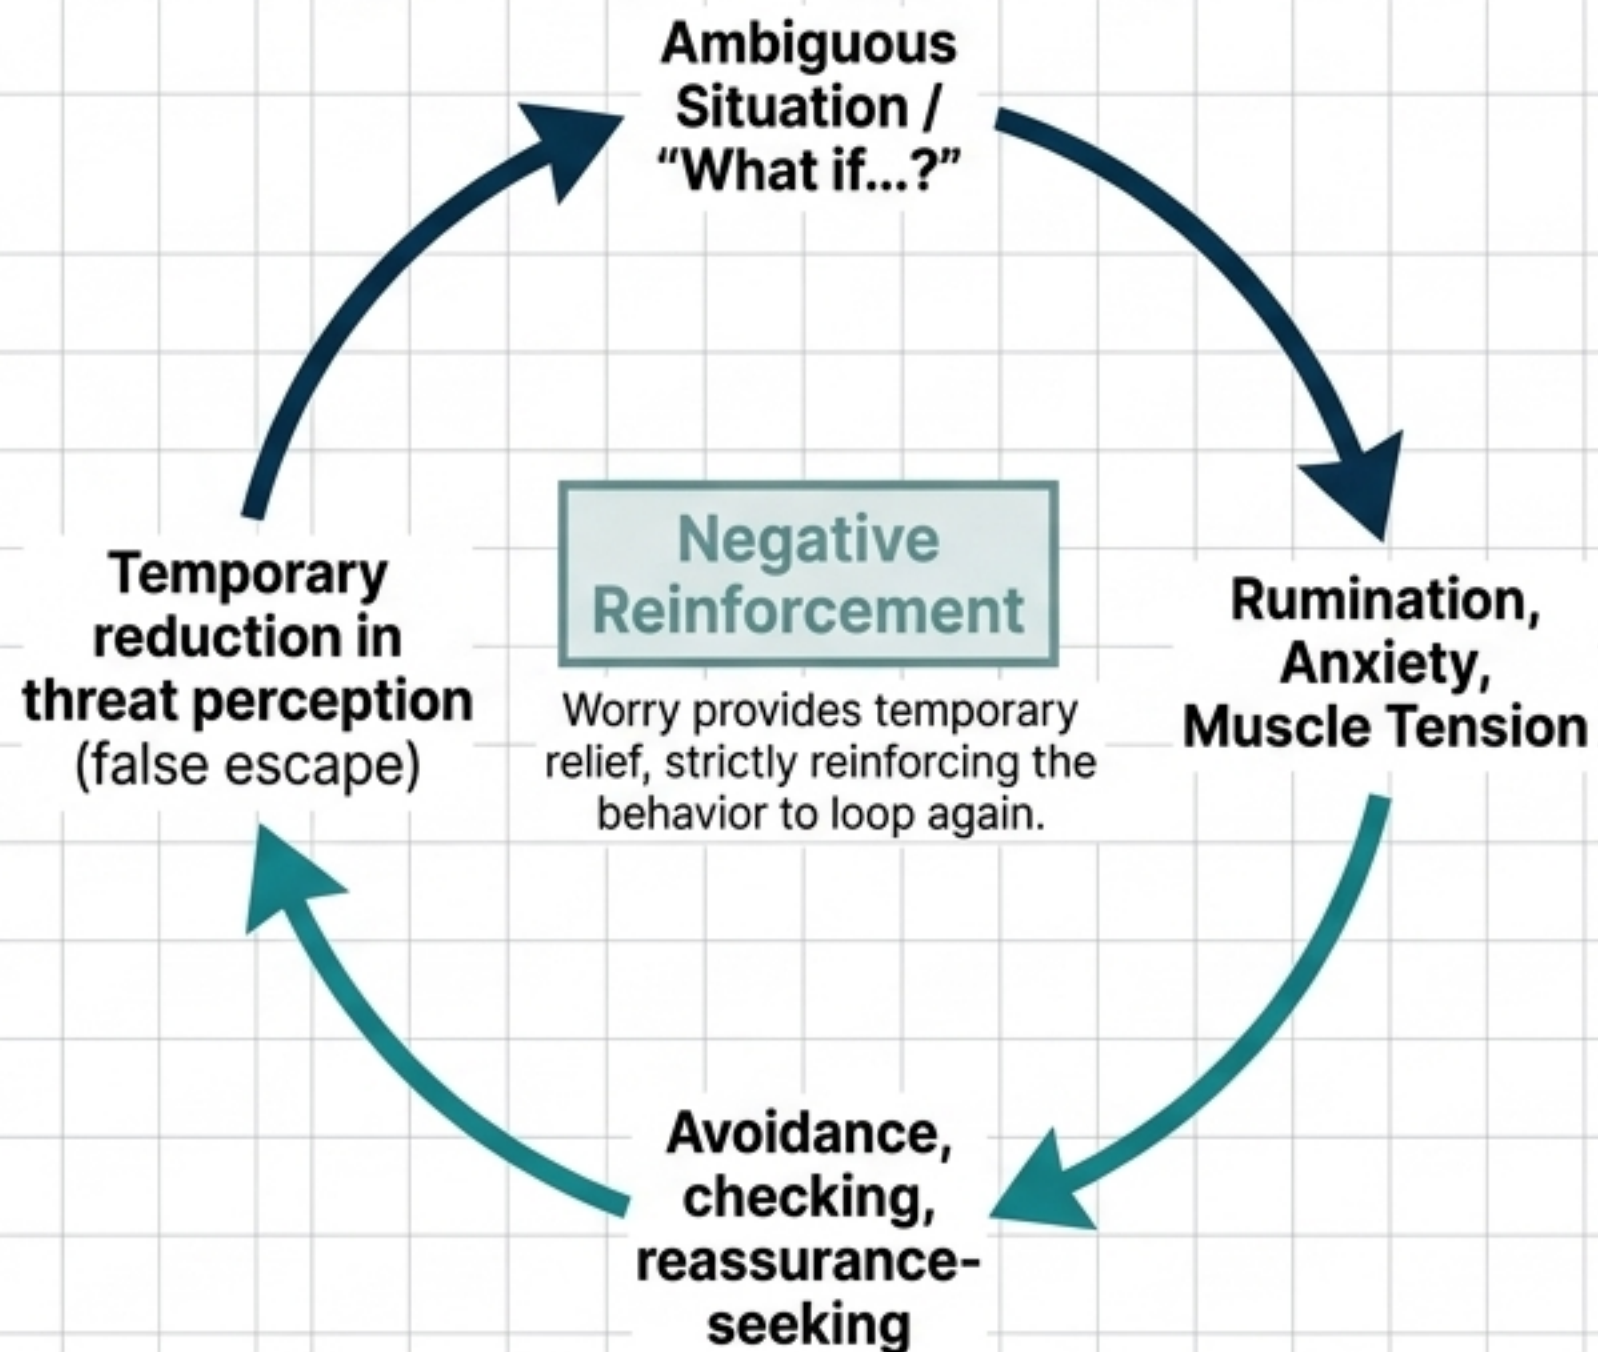 Ambiguous
Situation /
“What if...?”
Negative
Reinforcement
Worry provides temporary
relief, strictly reinforcing the
behavior to loop again.
Rumination,
Anxiety,
Muscle Tension
Avoidance,
checking,
reassurance-
seeking
Temporary
reduction in
threat perception
(false escape)